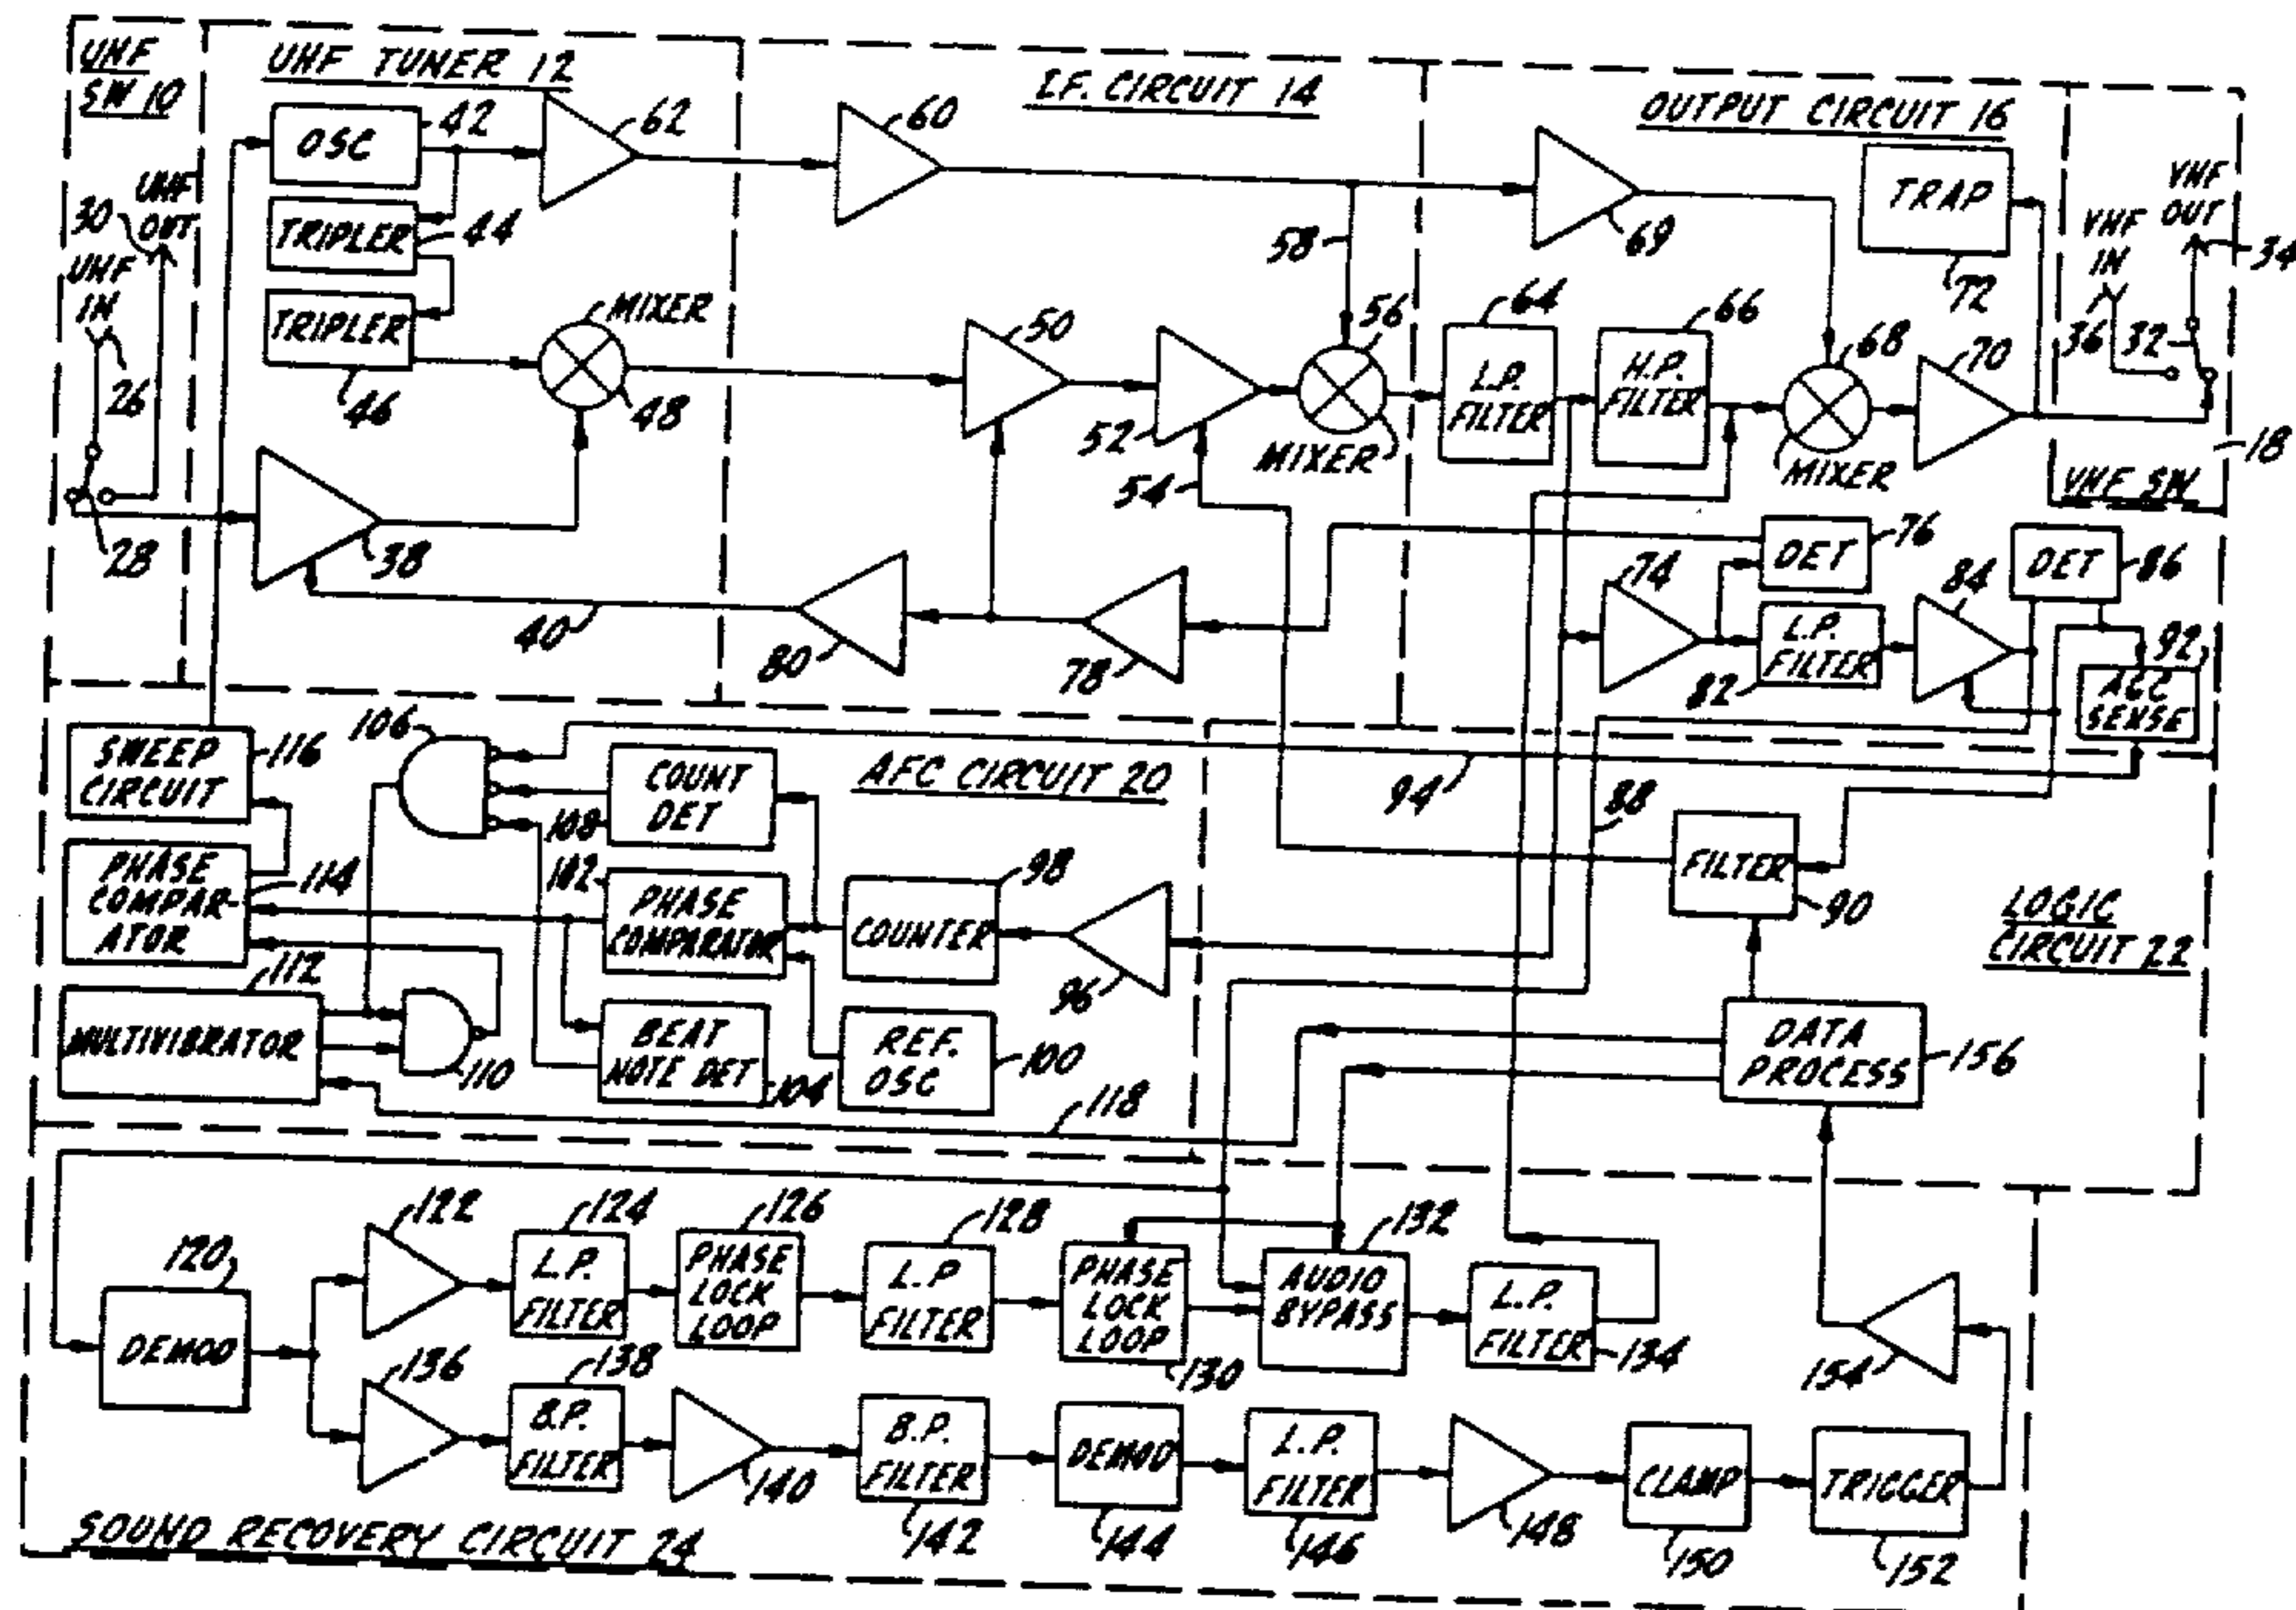 UHF
SW 10
UHF TUNER 12
I.F. CIRCUIT 14
OUTPUT CIRCUIT 16
OSC
42
62
60
TRAP
VHF
OUT
34
30
UHF
OUT
TRIPLER
44
58
69
72
VHF
IN
36
32
UHF
IN
26
TRIPLER
46
MIXER
48
50
52
54
56
MIXER
64
L.P.
FILTER
66
H.P.
FILTER
68
MIXER
70
18
VHF SW
28
38
40
80
78
74
DET
76
DET
86
L.P.
FILTER
82
84
92
AGC
SENSE
SWEEP
CIRCUIT
116
106
COUNT
DET
108
AFC CIRCUIT 20
94
88
PHASE
COMPAR-
ATOR
114
102
PHASE
COMPARATOR
98
COUNTER
96
FILTER
90
LOGIC
CIRCUIT 22
112
MULTIVIBRATOR
110
BEAT
NOTE DET
104
REF.
OSC
100
118
DATA
PROCESS
156
120
DEMOD
122
124
L.P.
FILTER
126
PHASE
LOCK
LOOP
128
L.P
FILTER
PHASE
LOCK
LOOP
130
132
AUDIO
BYPASS
L.P.
FILTER
134
154
136
138
B.P.
FILTER
140
B.P.
FILTER
142
DEMOD
144
L.P.
FILTER
146
148
CLAMP
150
TRIGGER
152
SOUND RECOVERY CIRCUIT 24